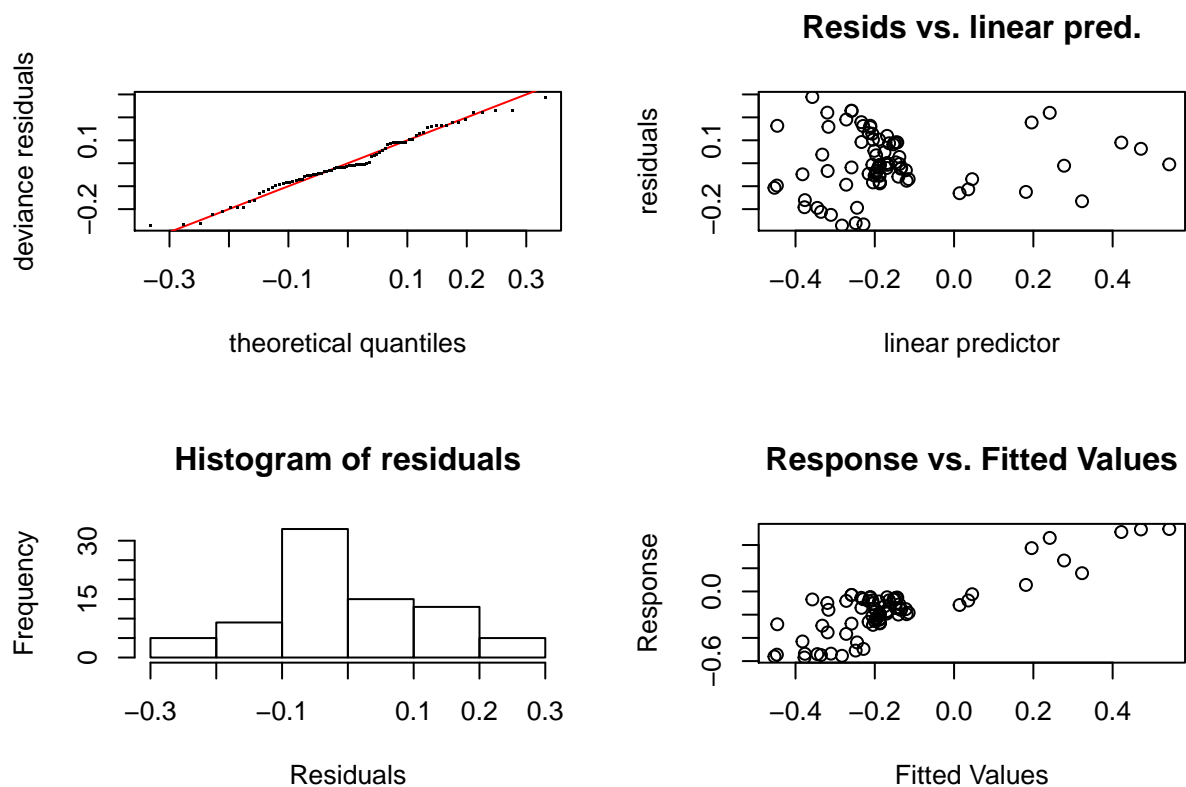 deviance residuals
−0.2
0.1
−0.3
−0.1
0.1
0.2
0.3
theoretical quantiles
Resids vs. linear pred.
residuals
−0.2
0.1
−0.4
−0.2
0.0
0.2
0.4
linear predictor
Histogram of residuals
Frequency
0
15
30
−0.3
−0.1
0.1
0.3
Residuals
Response vs. Fitted Values
Response
−0.6
0.0
−0.4
−0.2
0.0
0.2
0.4
Fitted Values